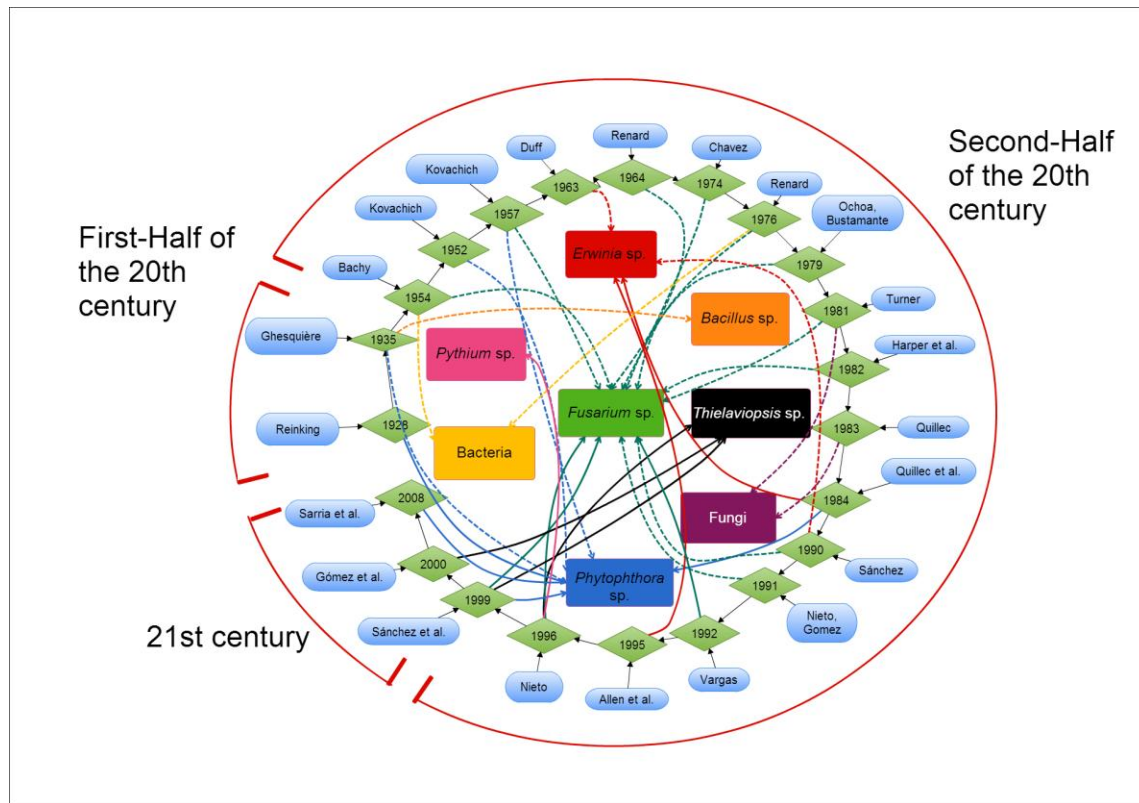 First-Half of
the 20th
century
Second-Half
of the 20th
century
21st century
Reinking
1928
Ghesquière
1935
Bachy
1954
Kovachich
1952
Kovachich
1957
Duff
1963
Renard
1964
Chavez
1974
Renard
1976
Ochoa,
Bustamante
1979
Turner
1981
Harper et al.
1982
Quillec
1983
Quillec et al.
1984
Sánchez
1990
Nieto,
Gomez
1991
Vargas
1992
Allen et al.
1995
Nieto
1996
Sánchez et al.
1999
Gómez et al.
2000
Sarria et al.
2008
Erwinia sp.
Bacillus sp.
Pythium sp.
Fusarium sp.
Thielaviopsis sp.
Bacteria
Fungi
Phytophthora
sp.